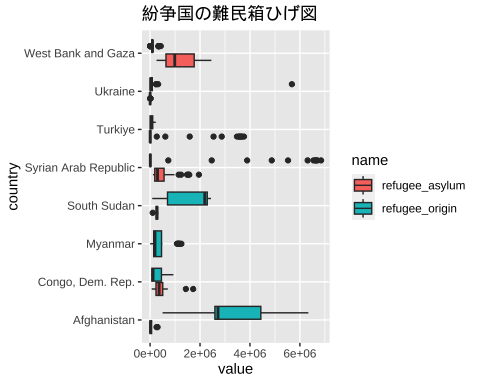 紛争国の難民箱ひげ図
West Bank and Gaza
Ukraine
Turkiye
Syrian Arab Republic
South Sudan
Myanmar
Congo, Dem. Rep.
Afghanistan
country
0e+00 2e+06 4e+06 6e+06
value
name
refugee_asylum
refugee_origin